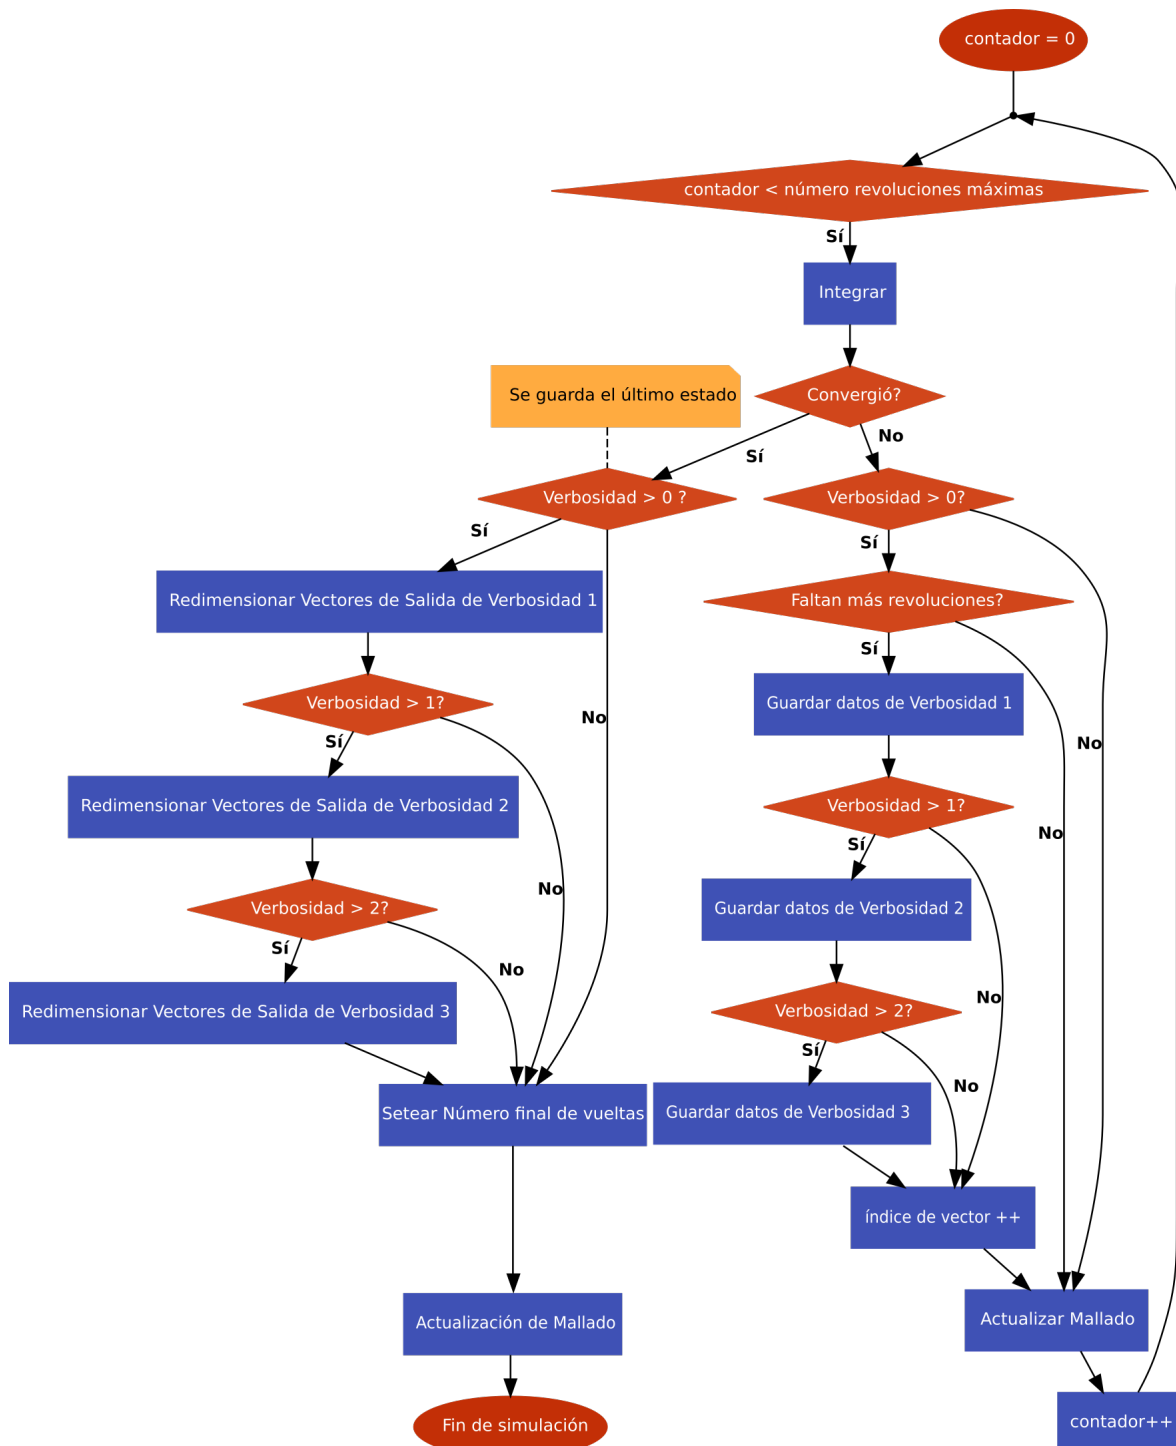 contador = 0
contador < número revoluciones máximas
Sí
Integrar
Se guarda el último estado
Convergió?
Sí
No
Verbosidad > 0 ?
Verbosidad > 0?
Sí
Sí
Redimensionar Vectores de Salida de Verbosidad 1
Faltan más revoluciones?
Sí
Verbosidad > 1?
Guardar datos de Verbosidad 1
No
Sí
No
Redimensionar Vectores de Salida de Verbosidad 2
Verbosidad > 1?
No
Sí
No
Verbosidad > 2?
Guardar datos de Verbosidad 2
Sí
No
No
Redimensionar Vectores de Salida de Verbosidad 3
Verbosidad > 2?
Sí
No
Setear Número final de vueltas
Guardar datos de Verbosidad 3
índice de vector ++
Actualización de Mallado
Actualizar Mallado
Fin de simulación
contador++